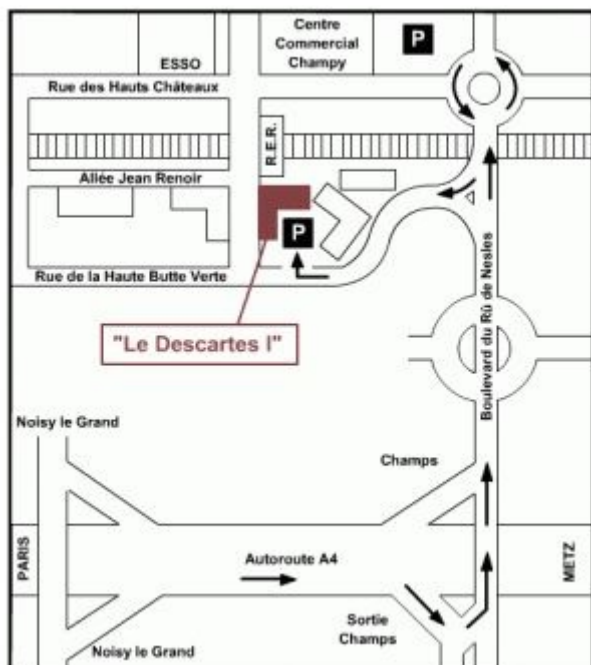 Centre
Commercial
Champy
P
ESSO
Rue des Hauts Châteaux
R.E.R.
Allée Jean Renoir
P
Rue de la Haute Butte Verte
"Le Descartes I"
Boulevard du Rû de Nesles
Noisy le Grand
Champs
PARIS
Autoroute A4
METZ
Sortie
Champs
Noisy le Grand